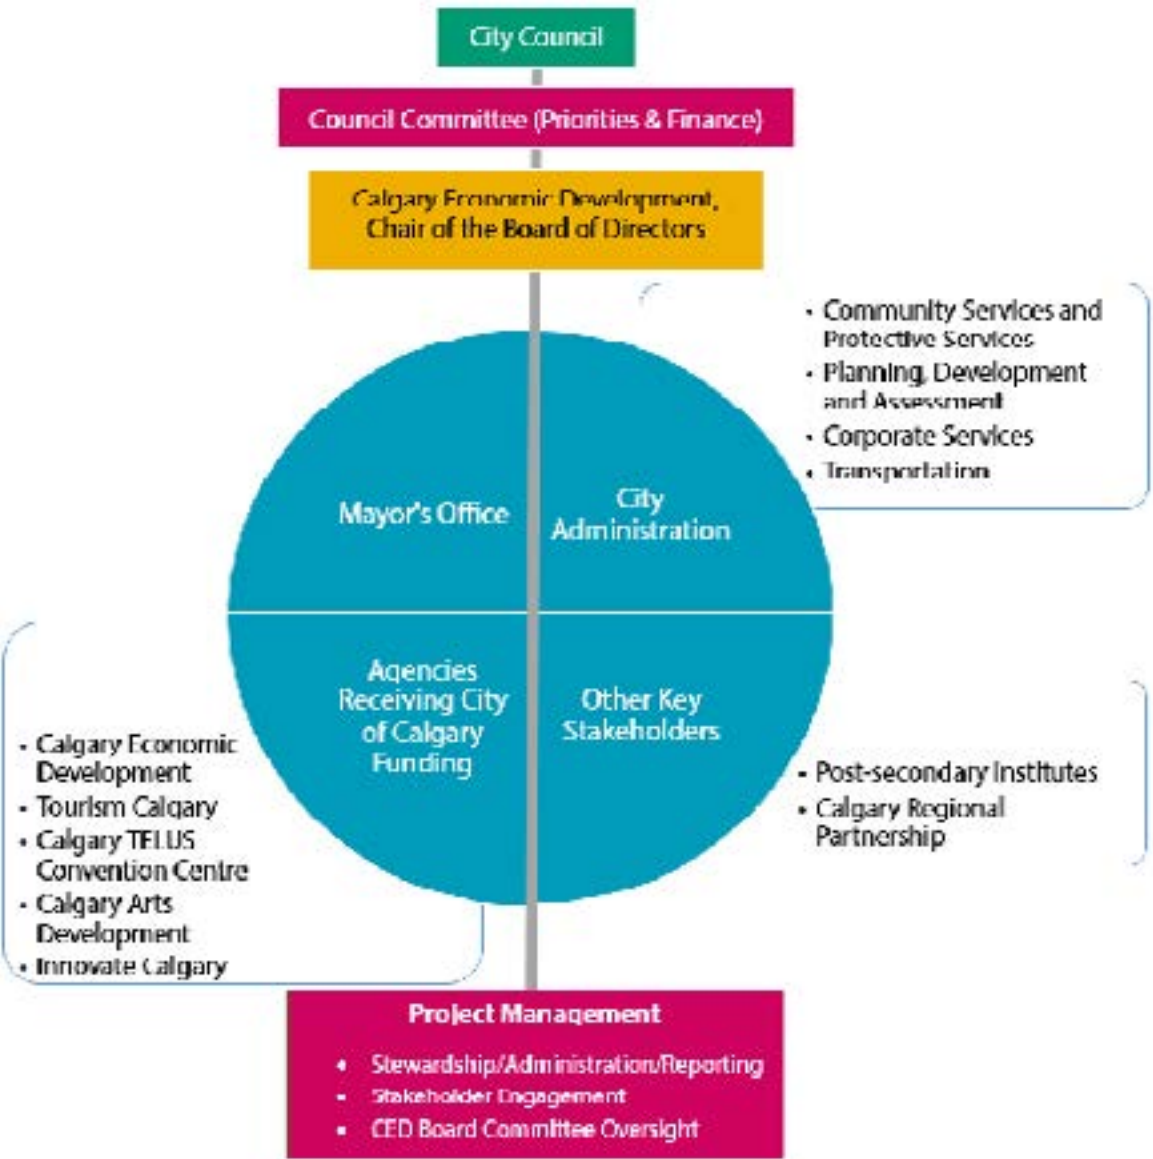 City Council
Council Committee (Priorities & Finance)
Calgary Economic Development,
Chair of the Board of Directors
• Community Services and
Protective Services
• Planning, Development
and Assessment
• Corporate Services
• Transportation
Mayor's Office
City
Administration
Agencies
Receiving City
of Calgary
Funding
Other Key
Stakeholders
• Calgary Economic
Development
• Tourism Calgary
• Calgary TELUS
Convention Centre
• Calgary Arts
Development
• Innovate Calgary
• Post-secondary Institutes
• Calgary Regional
Partnership
Project Management
• Stewardship/Administration/Reporting
• Stakeholder Engagement
• CED Board Committee Oversight